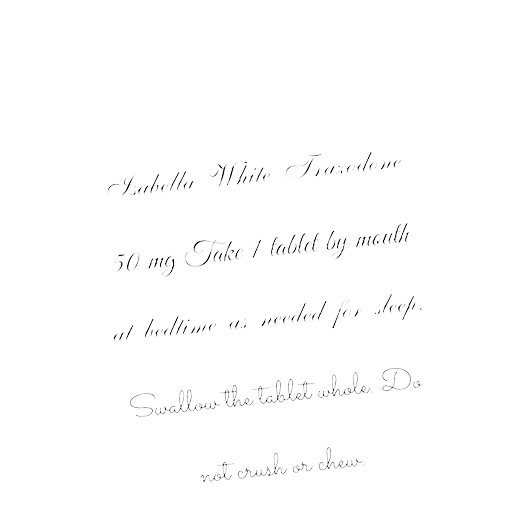 Isabella White Trazodone
50 mg Take 1 tablet by mouth
at bedtime as needed for sleep.
Swallow the tablet whole. Do
not crush or chew.